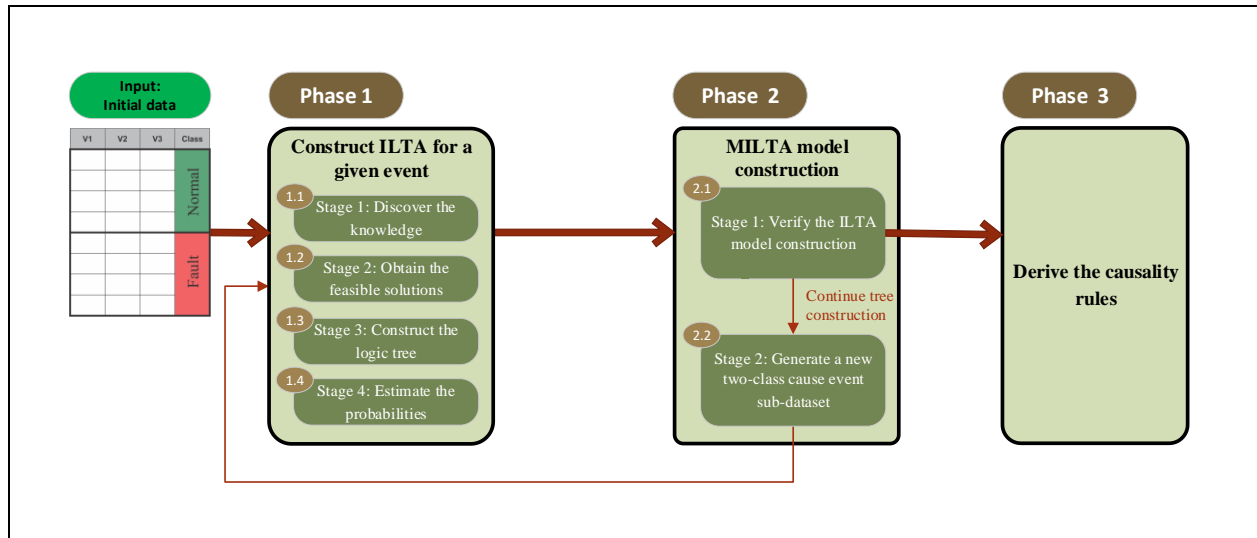 Input:
Initial data
V1 V2 V3 Class
Normal
Fault
Phase 1
Construct ILTA for a
given event
1.1
Stage 1: Discover the
knowledge
1.2
Stage 2: Obtain the
feasible solutions
1.3
Stage 3: Construct the
logic tree
1.4
Stage 4: Estimate the
probabilities
Phase 2
MILTA model
construction
2.1
Stage 1: Verify the ILTA
model construction
Continue tree
construction
2.2
Stage 2: Generate a new
two-class cause event
sub-dataset
Phase 3
Derive the causality
rules